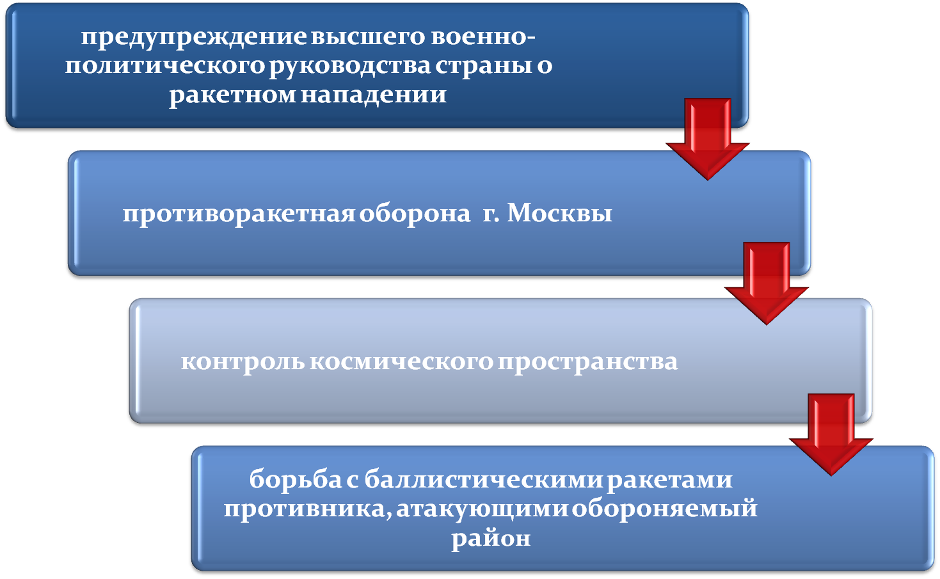 предупреждение высшего военно-
политического руководства страны о
ракетном нападении
противоракетная оборона г. Москвы
контроль космического пространства
борьба с баллистическими ракетами
противника, атакующими обороняемый
район